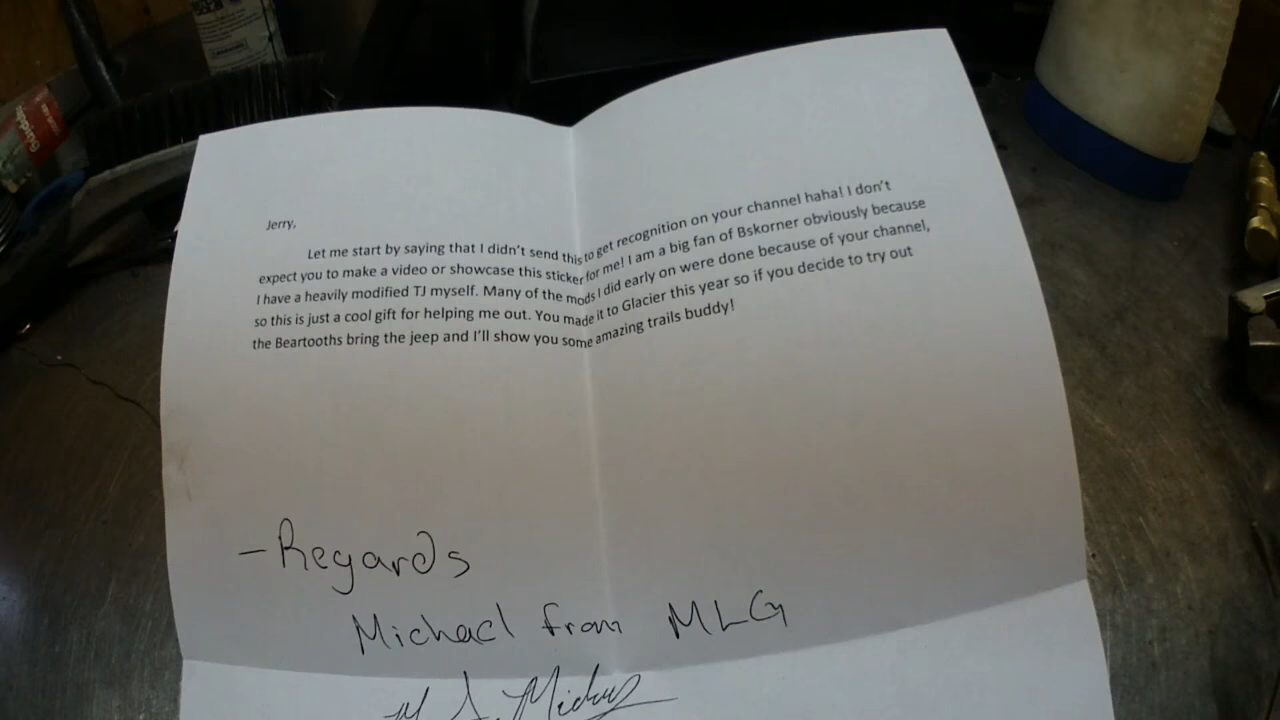 Jerry,
Let me start by saying that I didn't send this to get recognition on your channel haha! I don't
expect you to make a video or showcase this sticker for me! I am a big fan of Bskorner obviously because
I have a heavily modified TJ myself. Many of the mods I did early on were done because of your channel,
so this is just a cool gift for helping me out. You made it to Glacier this year so if you decide to try out
the Beartooths bring the jeep and I'll show you some amazing trails buddy!
-Regards
Michael from MLG